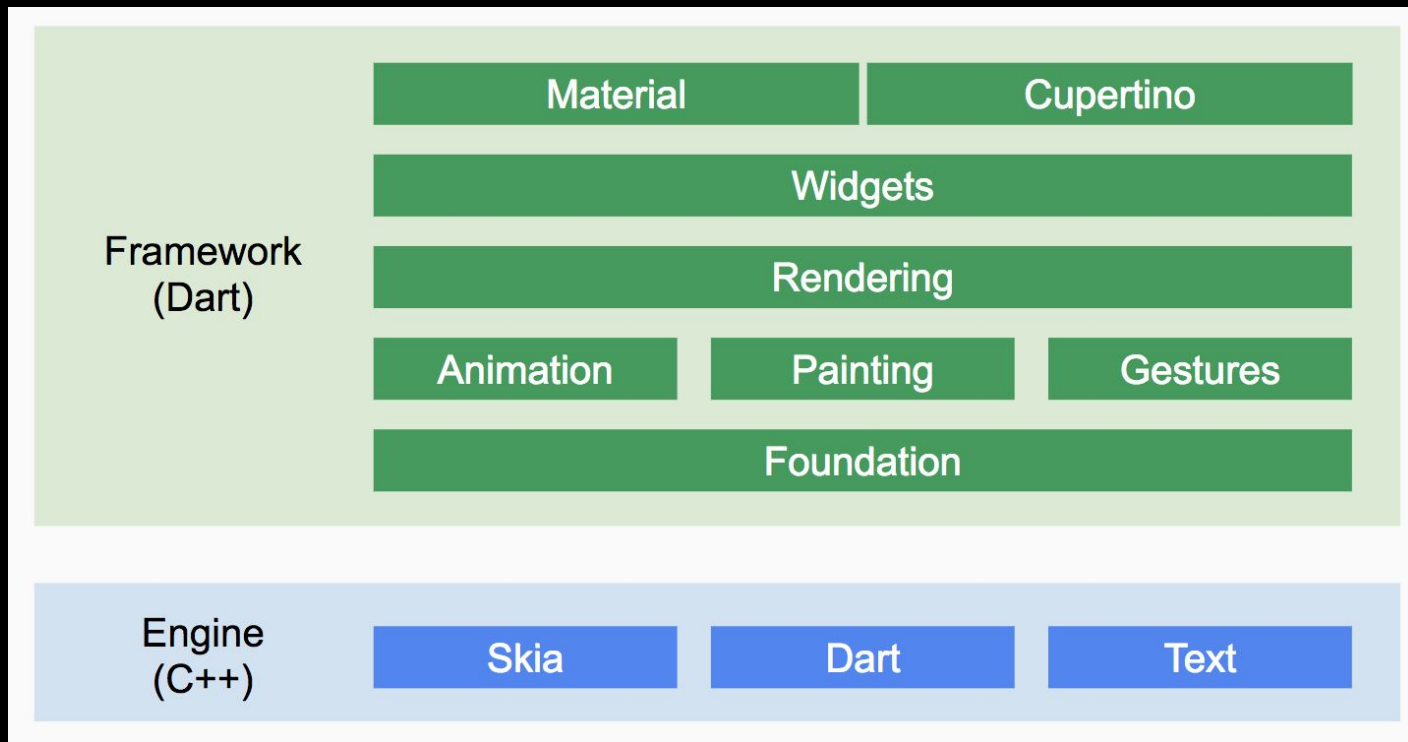 Material
Cupertino
Widgets
Framework
(Dart)
Rendering
Animation
Painting
Gestures
Foundation
Engine
(C++)
Skia
Dart
Text